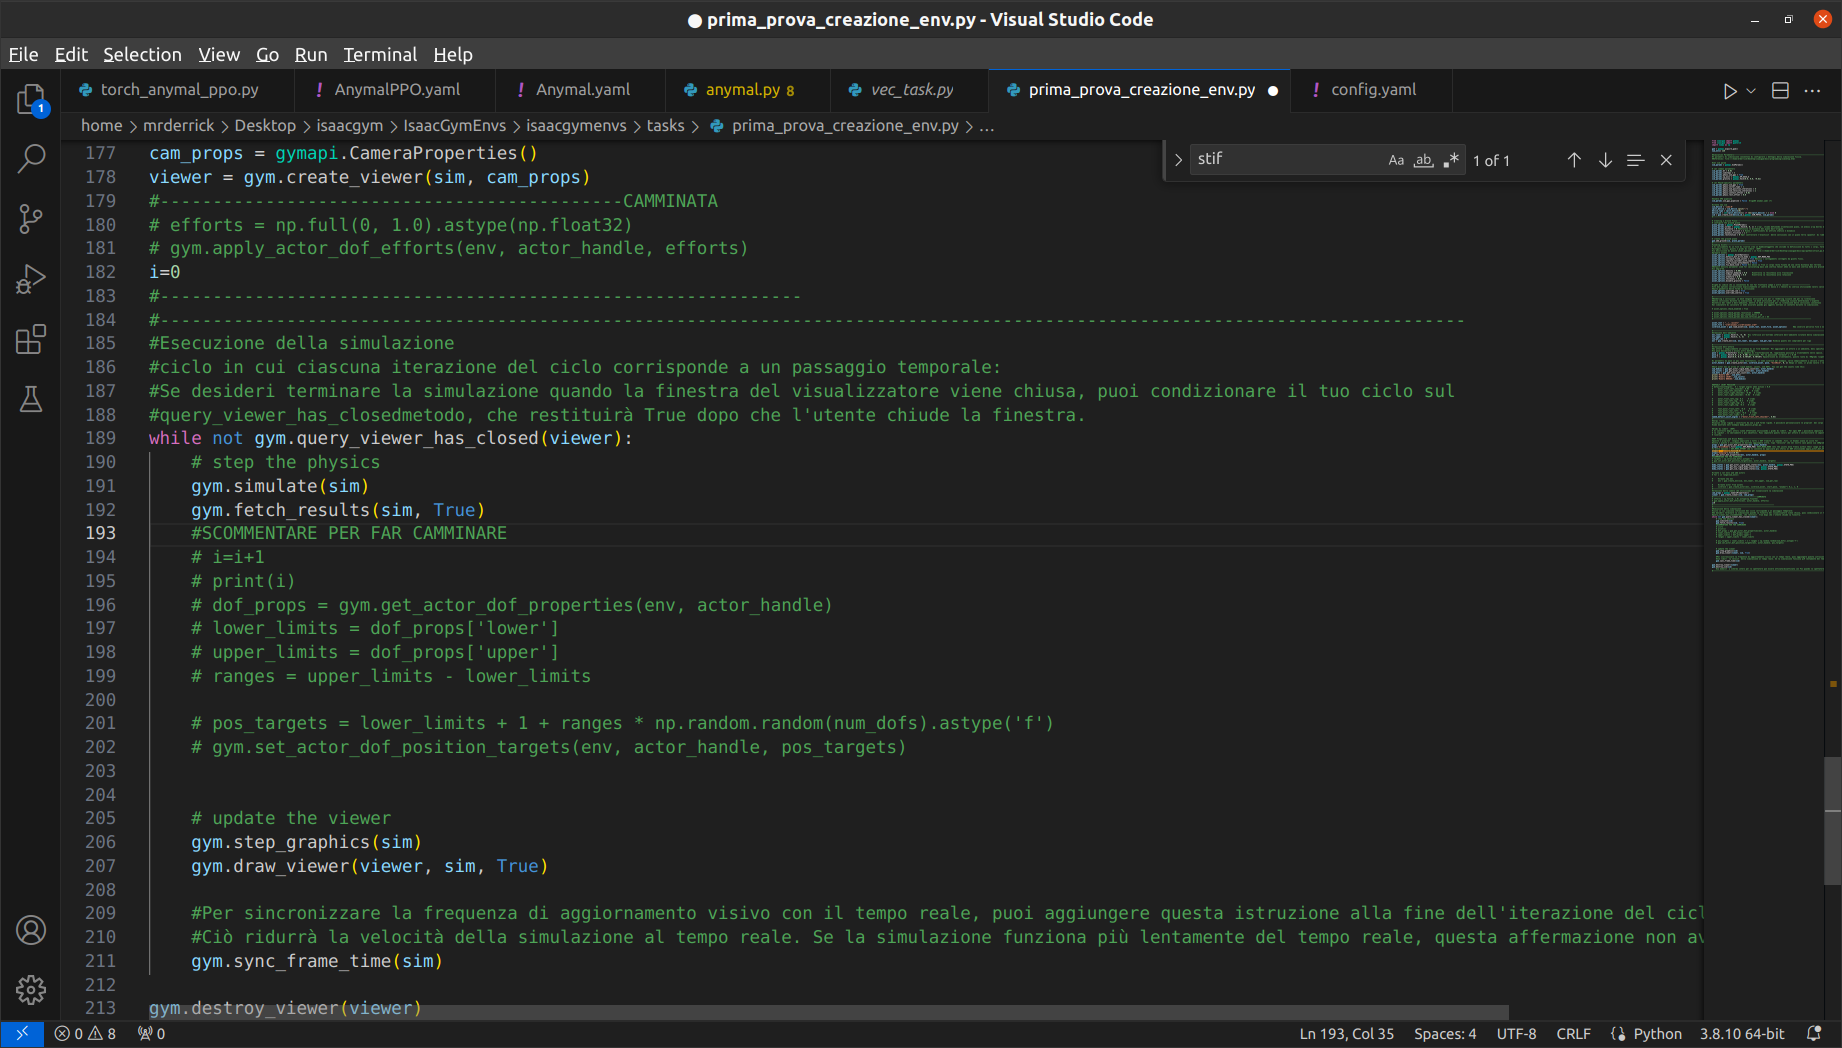 prima_prova_creazione_env.py - Visual Studio Code
File Edit Selection View Go Run Terminal Help
torch_anymal_ppo.py ! AnymalPPO.yaml ! Anymal.yaml anymal.py 8 vec_task.py prima_prova_creazione_env.py ! config.yaml
home > mrderrick > Desktop > isaacgym > IsaacGymEnvs > isaacgymenvs > tasks > prima_prova_creazione_env.py > ...
stif Aa ab 1 of 1
1
177 cam_props = gymapi.CameraProperties()
178 viewer = gym.create_viewer(sim, cam_props)
179 #--------------------------------------------CAMMINATA
180 # efforts = np.full(0, 1.0).astype(np.float32)
181 # gym.apply_actor_dof_efforts(env, actor_handle, efforts)
182 i=0
183 #-------------------------------------------------------------
184 #----------------------------------------------------------------------------------------------------------------------------
185 #Esecuzione della simulazione
186 #ciclo in cui ciascuna iterazione del ciclo corrisponde a un passaggio temporale:
187 #Se desideri terminare la simulazione quando la finestra del visualizzatore viene chiusa, puoi condizionare il tuo ciclo sul
188 #query_viewer_has_closedmetodo, che restituirà True dopo che l'utente chiude la finestra.
189 while not gym.query_viewer_has_closed(viewer):
190 # step the physics
191 gym.simulate(sim)
192 gym.fetch_results(sim, True)
193 #SCOMMENTARE PER FAR CAMMINARE
194 # i=i+1
195 # print(i)
196 # dof_props = gym.get_actor_dof_properties(env, actor_handle)
197 # lower_limits = dof_props['lower']
198 # upper_limits = dof_props['upper']
199 # ranges = upper_limits - lower_limits
200
201 # pos_targets = lower_limits + 1 + ranges * np.random.random(num_dofs).astype('f')
202 # gym.set_actor_dof_position_targets(env, actor_handle, pos_targets)
203
204
205 # update the viewer
206 gym.step_graphics(sim)
207 gym.draw_viewer(viewer, sim, True)
208
209 #Per sincronizzare la frequenza di aggiornamento visivo con il tempo reale, puoi aggiungere questa istruzione alla fine dell'iterazione del cicl
210 #Ciò ridurrà la velocità della simulazione al tempo reale. Se la simulazione funziona più lentamente del tempo reale, questa affermazione non av
211 gym.sync_frame_time(sim)
212
213 gym.destroy_viewer(viewer)
0 8 0 Ln 193, Col 35 Spaces: 4 UTF-8 CRLF Python 3.8.10 64-bit